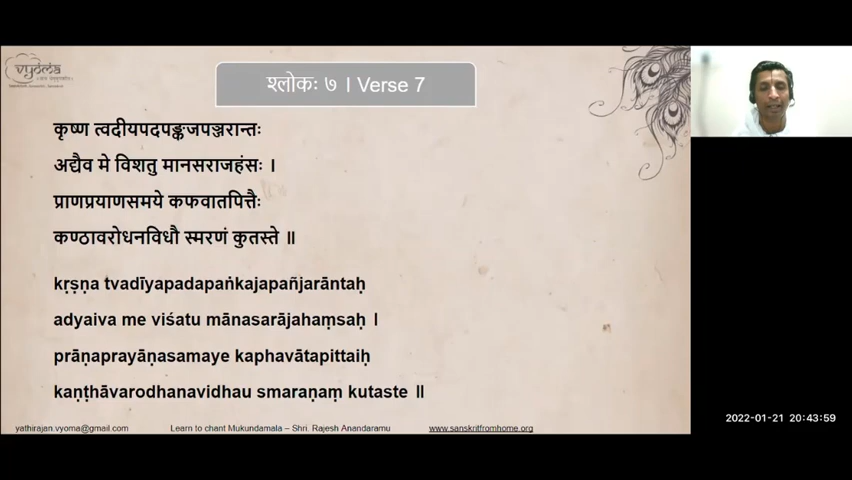 vyoma
श्लोकः ७ । Verse 7
कृष्ण त्वदीयपदपङ्कजपञ्जरान्तः
अद्यैव मे विशतु मानसराजहंसः ।
प्राणप्रयाणसमये कफवातपित्तैः
कण्ठावरोधनविधौ स्मरणं कुतस्ते ॥
kṛṣṇa tvadīyapadapaṅkajapañjarāntaḥ
adyaiva me viśatu mānasarājahaṃsaḥ ।
prāṇaprayāṇasamaye kaphavātapittaiḥ
kaṇṭhāvarodhanavidhau smaraṇaṃ kutaste ॥
2022-01-21 20:43:59
yathirajan.vyoma@gmail.com Learn to chant Mukundamala – Shri. Rajesh Anandaramu www.sanskritfromhome.org